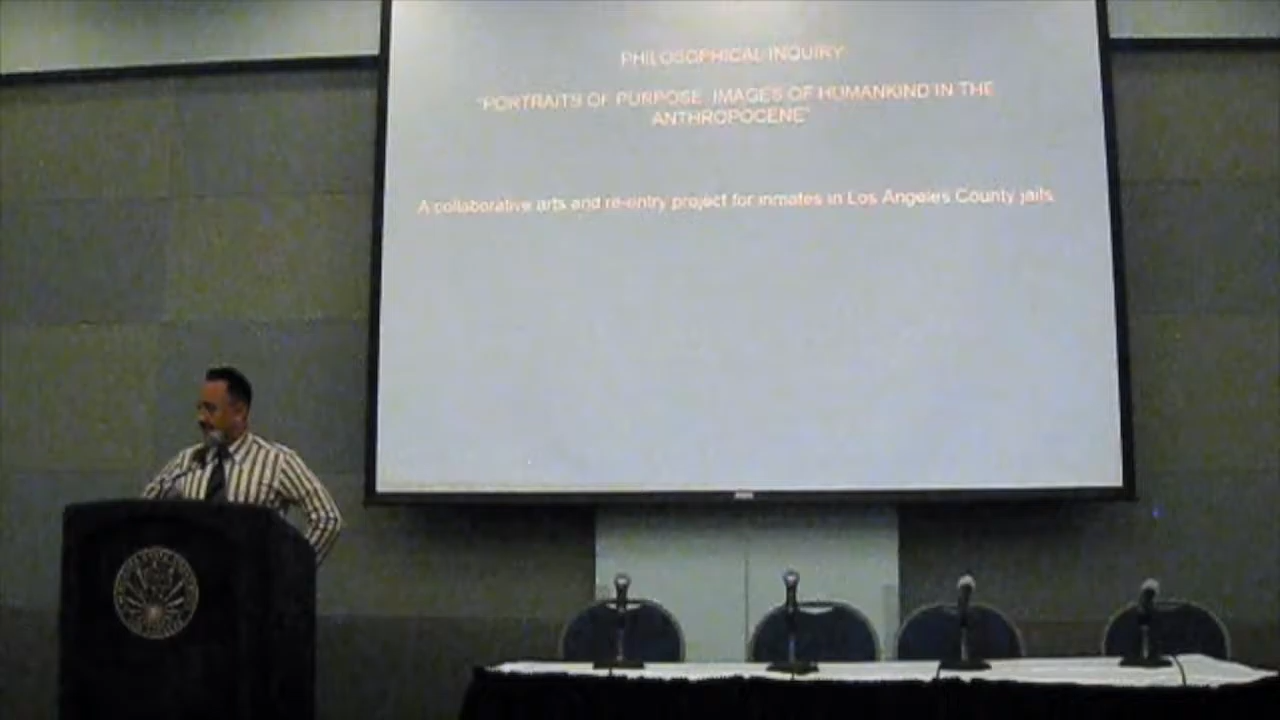 PHILOSOPHICAL INQUIRY
"PORTRAITS OF PURPOSE: IMAGES OF HUMANKIND IN THE
ANTHROPOCENE"
A collaborative arts and re-entry project for inmates in Los Angeles County jails.